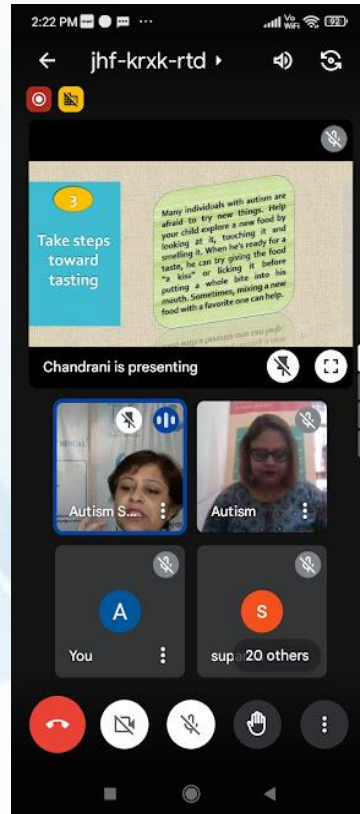 2:22 PM
Vo
WiFi
92
jhf-krxk-rtd
3
Take steps
toward
tasting
Many individuals with autism are
afraid to try new things. Help
your child explore a new food by
looking at it, touching it and
smelling it. When he's ready for a
taste, he can try giving the food
"a kiss" or licking it before
putting a whole bite into his
mouth. Sometimes, mixing a new
food with a favorite one can help.
Chandrani is presenting
Autism S...
Autism
A
You
S
sup
20 others